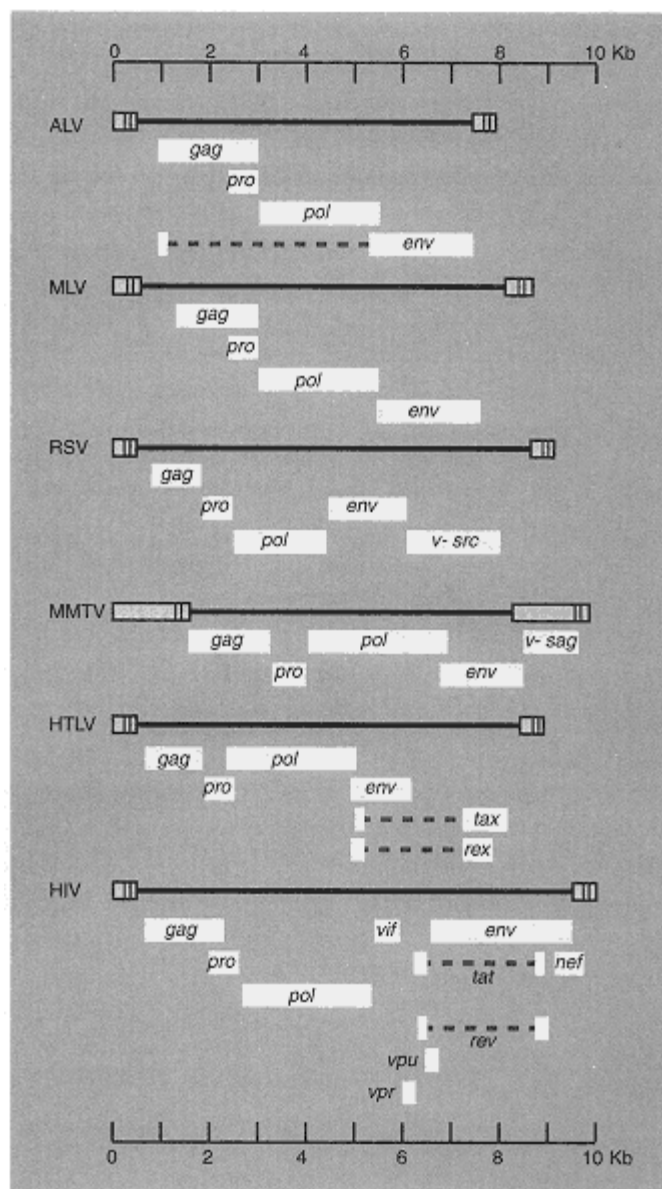 0 2 4 6 8 10 Kb
ALV
gag
pro
pol
env
MLV
gag
pro
pol
env
RSV
gag
pro env
pol v- src
MMTV
gag pol v- sag
pro env
HTLV
gag pol
pro env
tax
rex
HIV
gag vif env
pro tat nef
pol
rev
vpu
vpr
0 2 4 6 8 10 Kb